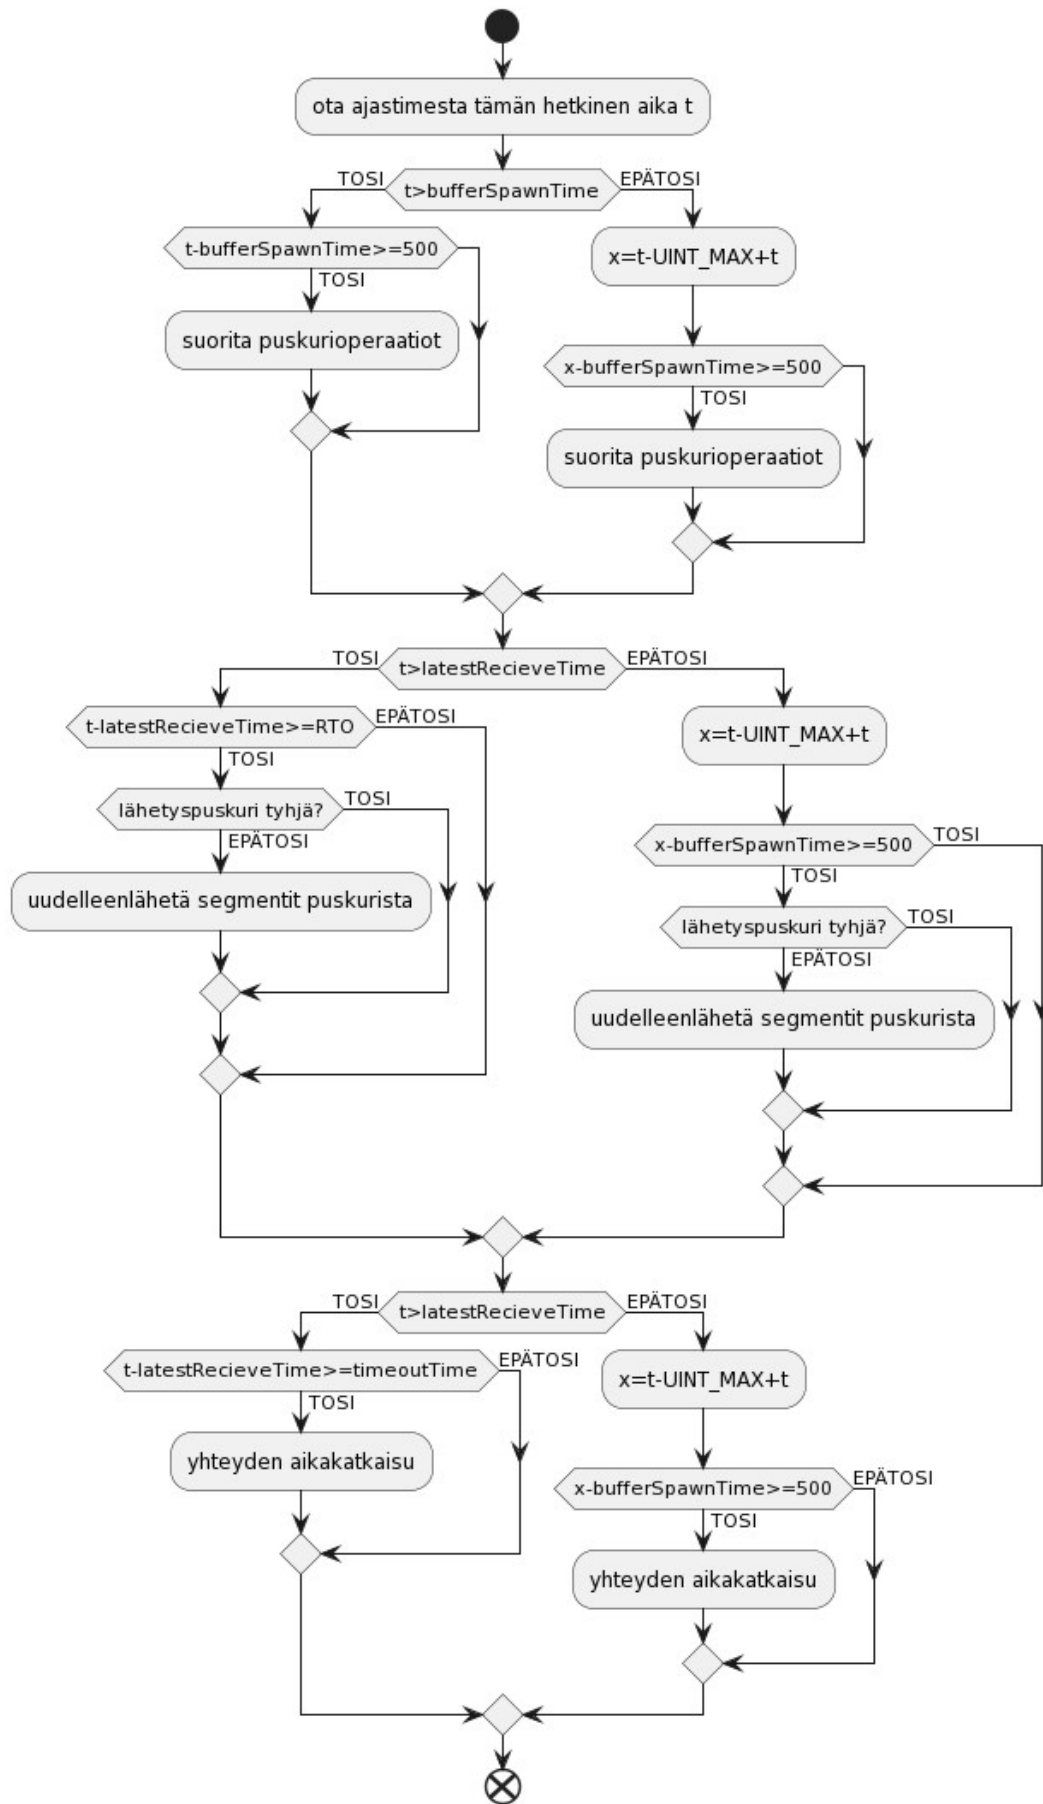 ota ajastimesta tämän hetkinen aika t
TOSI
t>bufferSpawnTime
EPÄTOSI
t-bufferSpawnTime>=500
TOSI
suorita puskurioperaatiot
x=t-UINT_MAX+t
x-bufferSpawnTime>=500
TOSI
suorita puskurioperaatiot
TOSI
t>latestRecieveTime
EPÄTOSI
t-latestRecieveTime>=RTO
EPÄTOSI
TOSI
lähetyspuskuri tyhjä?
TOSI
EPÄTOSI
uudelleenlähetä segmentit puskurista
x=t-UINT_MAX+t
x-bufferSpawnTime>=500
TOSI
TOSI
lähetyspuskuri tyhjä?
TOSI
EPÄTOSI
uudelleenlähetä segmentit puskurista
TOSI
t>latestRecieveTime
EPÄTOSI
t-latestRecieveTime>=timeoutTime
EPÄTOSI
TOSI
yhteyden aikakatkaisu
x=t-UINT_MAX+t
x-bufferSpawnTime>=500
EPÄTOSI
TOSI
yhteyden aikakatkaisu